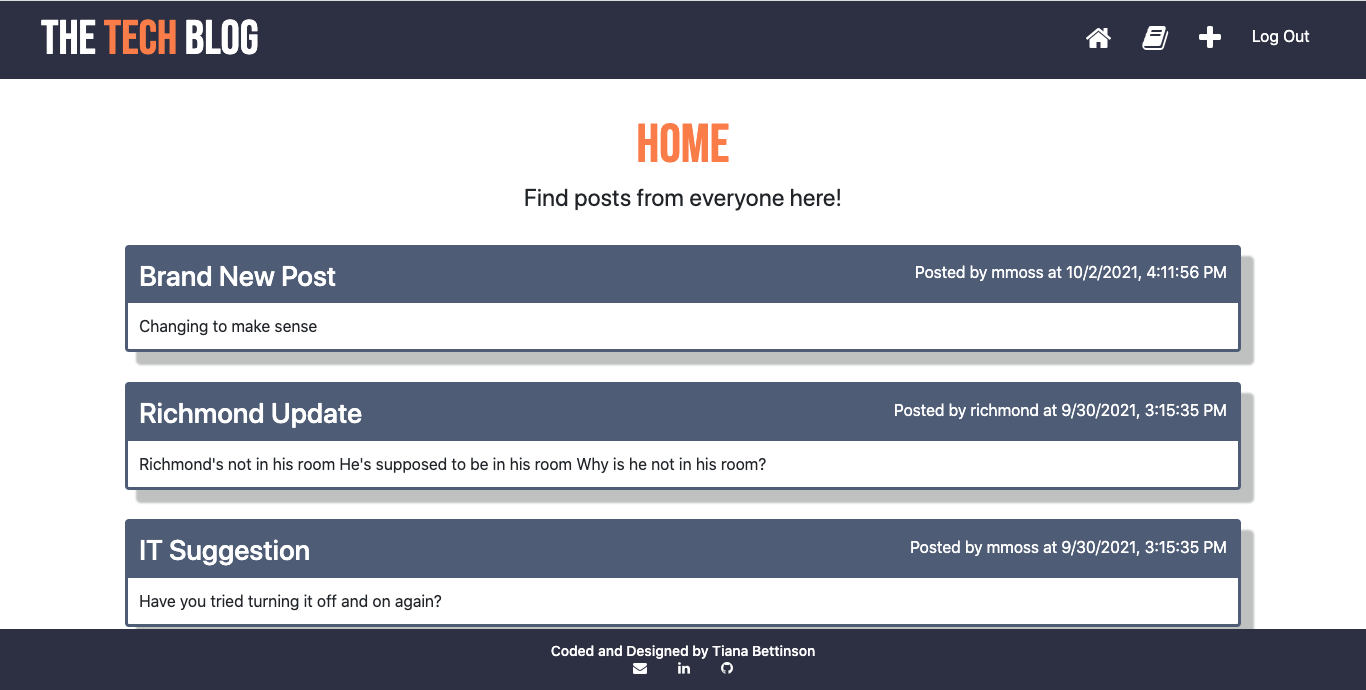 THE TECH BLOG
Log Out
HOME
Find posts from everyone here!
Brand New Post
Posted by mmoss at 10/2/2021, 4:11:56 PM
Changing to make sense
Richmond Update
Posted by richmond at 9/30/2021, 3:15:35 PM
Richmond's not in his room He's supposed to be in his room Why is he not in his room?
IT Suggestion
Posted by mmoss at 9/30/2021, 3:15:35 PM
Have you tried turning it off and on again?
Coded and Designed by Tiana Bettinson
in